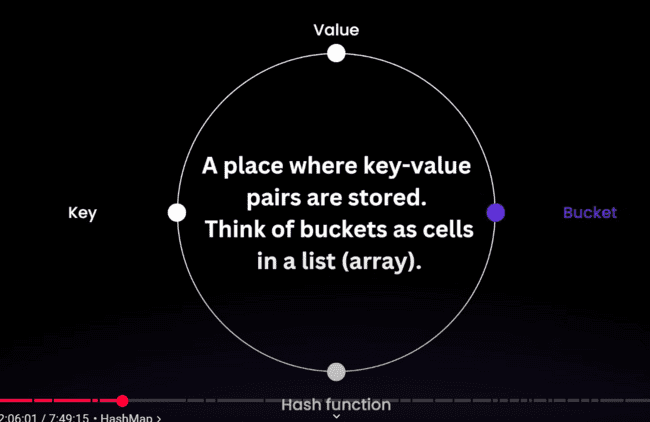 Value
A place where key-value
pairs are stored.
Think of buckets as cells
in a list (array).
Key
Bucket
Hash function
2:06:01 / 7:49:15 • HashMap >